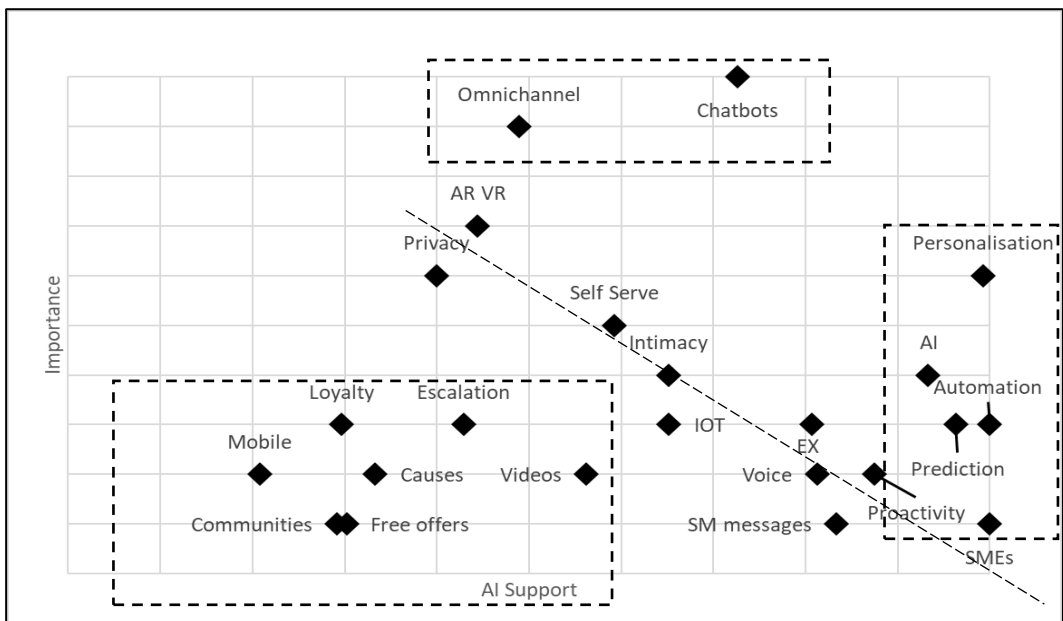 Omnichannel
Chatbots
AR VR
Privacy
Personalisation
Self Serve
Importance
Intimacy
AI
Loyalty
Escalation
Automation
Mobile
IOT
EX
Causes
Videos
Voice
Prediction
Communities
Free offers
SM messages
Proactivity
SMEs
AI Support